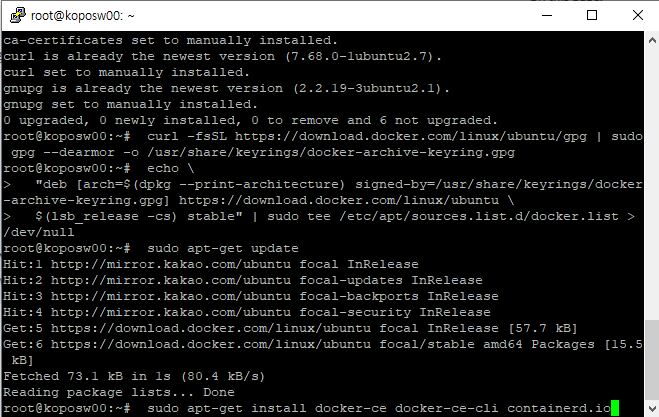 root@koposw00: ~
ca-certificates set to manually installed.
curl is already the newest version (7.68.0-1ubuntu2.7).
curl set to manually installed.
gnupg is already the newest version (2.2.19-3ubuntu2.1).
gnupg set to manually installed.
0 upgraded, 0 newly installed, 0 to remove and 6 not upgraded.
root@koposw00:~#  curl -fsSL https://download.docker.com/linux/ubuntu/gpg | sudo
 gpg --dearmor -o /usr/share/keyrings/docker-archive-keyring.gpg
root@koposw00:~#  echo \
>   "deb [arch=$(dpkg --print-architecture) signed-by=/usr/share/keyrings/docker
-archive-keyring.gpg] https://download.docker.com/linux/ubuntu \
>   $(lsb_release -cs) stable" | sudo tee /etc/apt/sources.list.d/docker.list >
/dev/null
root@koposw00:~#  sudo apt-get update
Hit:1 http://mirror.kakao.com/ubuntu focal InRelease
Hit:2 http://mirror.kakao.com/ubuntu focal-updates InRelease
Hit:3 http://mirror.kakao.com/ubuntu focal-backports InRelease
Hit:4 http://mirror.kakao.com/ubuntu focal-security InRelease
Get:5 https://download.docker.com/linux/ubuntu focal InRelease [57.7 kB]
Get:6 https://download.docker.com/linux/ubuntu focal/stable amd64 Packages [15.5
 kB]
Fetched 73.1 kB in 1s (80.4 kB/s)
Reading package lists... Done
root@koposw00:~#  sudo apt-get install docker-ce docker-ce-cli containerd.io